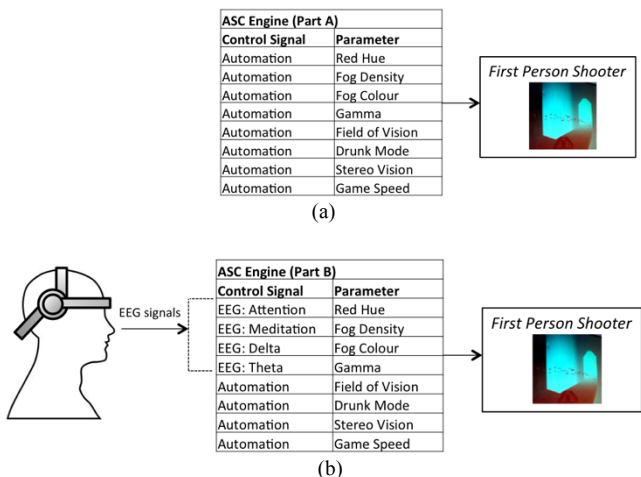 ASC Engine (Part A)
Control Signal Parameter
Automation Red Hue
Automation Fog Density
Automation Fog Colour
Automation Gamma
Automation Field of Vision
Automation Drunk Mode
Automation Stereo Vision
Automation Game Speed
First Person Shooter
(a)
EEG signals
ASC Engine (Part B)
Control Signal Parameter
EEG: Attention Red Hue
EEG: Meditation Fog Density
EEG: Delta Fog Colour
EEG: Theta Gamma
Automation Field of Vision
Automation Drunk Mode
Automation Stereo Vision
Automation Game Speed
First Person Shooter
(b)